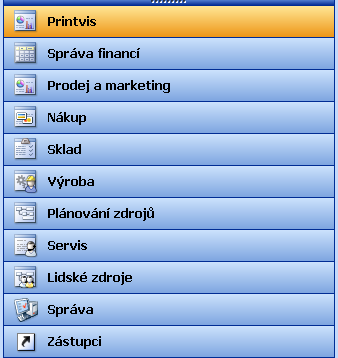 Printvis
Správa financí
Prodej a marketing
Nákup
Sklad
Výroba
Plánování zdrojů
Servis
Lidské zdroje
Správa
Zástupci